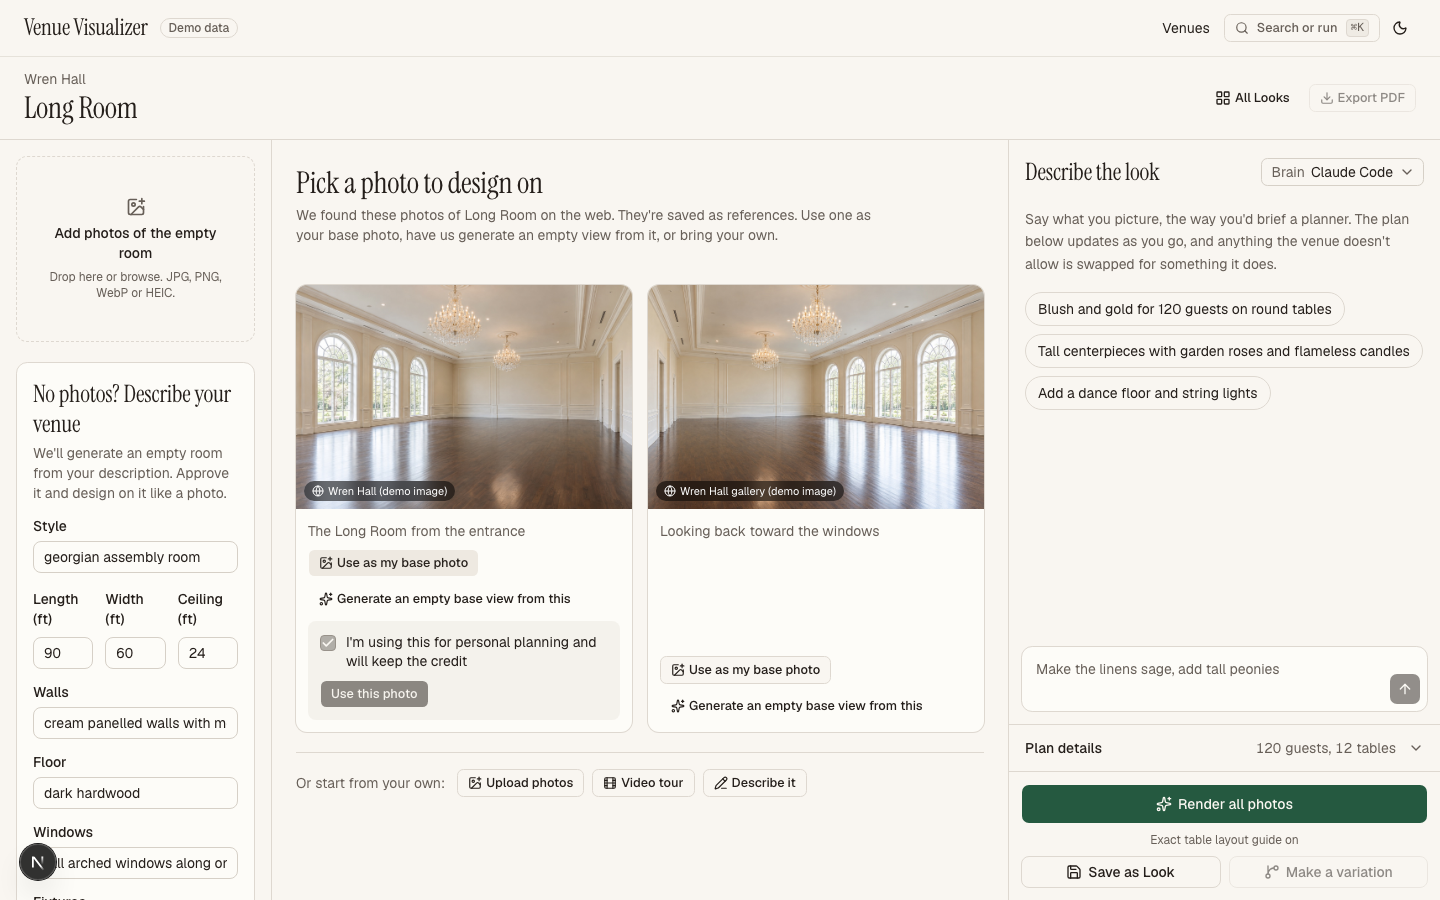 Venue Visualizer
Demo data
Venues
Search or run
⌘K
Wren Hall
Long Room
All Looks
Export PDF
Add photos of the empty
room
Drop here or browse. JPG, PNG,
WebP or HEIC.
No photos? Describe your
venue
We'll generate an empty room
from your description. Approve
it and design on it like a photo.
Style
georgian assembly room
Length
(ft)
Width
(ft)
Ceiling
(ft)
90
60
24
Walls
cream panelled walls with m
Floor
dark hardwood
Windows
ll arched windows along or
N
Pick a photo to design on
We found these photos of Long Room on the web. They're saved as references. Use one as
your base photo, have us generate an empty view from it, or bring your own.
Wren Hall (demo image)
The Long Room from the entrance
Use as my base photo
Generate an empty base view from this
I'm using this for personal planning and
will keep the credit
Use this photo
Wren Hall gallery (demo image)
Looking back toward the windows
Use as my base photo
Generate an empty base view from this
Or start from your own:
Upload photos
Video tour
Describe it
Describe the look
Brain Claude Code
Say what you picture, the way you'd brief a planner. The plan
below updates as you go, and anything the venue doesn't
allow is swapped for something it does.
Blush and gold for 120 guests on round tables
Tall centerpieces with garden roses and flameless candles
Add a dance floor and string lights
Make the linens sage, add tall peonies
Plan details
120 guests, 12 tables
Render all photos
Exact table layout guide on
Save as Look
Make a variation